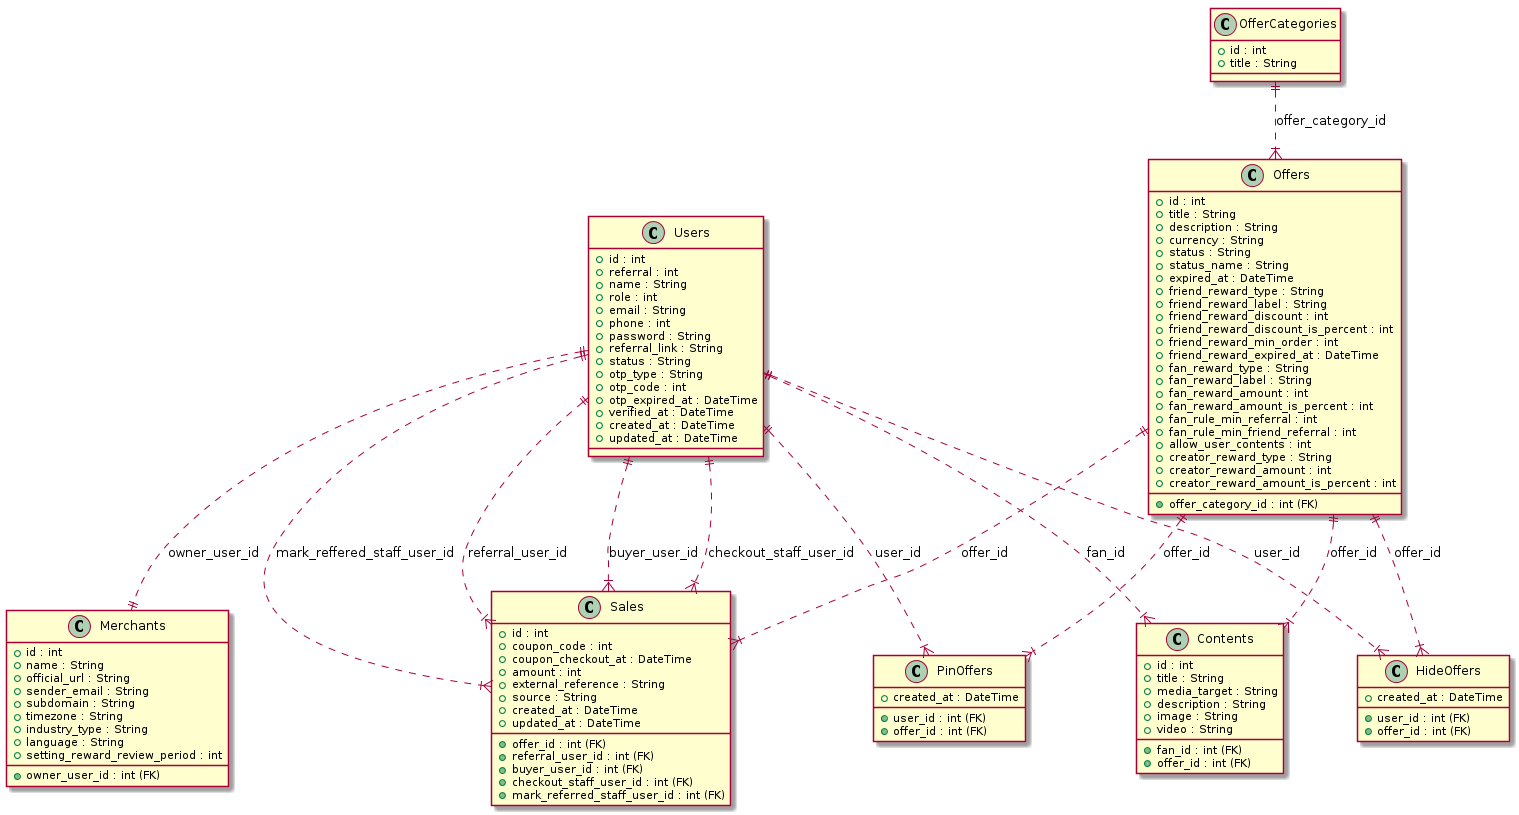 C OfferCategories
id : int
title : String
offer_category_id
C Offers
id : int
title : String
description : String
currency : String
status : String
status_name : String
expired_at : DateTime
friend_reward_type : String
friend_reward_label : String
friend_reward_discount : int
friend_reward_discount_is_percent : int
friend_reward_min_order : int
friend_reward_expired_at : DateTime
fan_reward_type : String
fan_reward_label : String
fan_reward_amount : int
fan_reward_amount_is_percent : int
fan_rule_min_referral : int
fan_rule_min_friend_referral : int
allow_user_contents : int
creator_reward_type : String
creator_reward_amount : int
creator_reward_amount_is_percent : int
offer_category_id : int (FK)
C Users
id : int
referral : int
name : String
role : int
email : String
phone : int
password : String
referral_link : String
status : String
otp_type : String
otp_code : int
otp_expired_at : DateTime
verified_at : DateTime
created_at : DateTime
updated_at : DateTime
owner_user_id
mark_reffered_staff_user_id
referral_user_id
buyer_user_id
checkout_staff_user_id
user_id
offer_id
fan_id
offer_id
user_id
offer_id
offer_id
C Merchants
id : int
name : String
official_url : String
sender_email : String
subdomain : String
timezone : String
industry_type : String
language : String
setting_reward_review_period : int
owner_user_id : int (FK)
C Sales
id : int
coupon_code : int
coupon_checkout_at : DateTime
amount : int
external_reference : String
source : String
created_at : DateTime
updated_at : DateTime
offer_id : int (FK)
referral_user_id : int (FK)
buyer_user_id : int (FK)
checkout_staff_user_id : int (FK)
mark_referred_staff_user_id : int (FK)
C PinOffers
created_at : DateTime
user_id : int (FK)
offer_id : int (FK)
C Contents
id : int
title : String
media_target : String
description : String
image : String
video : String
fan_id : int (FK)
offer_id : int (FK)
C HideOffers
created_at : DateTime
user_id : int (FK)
offer_id : int (FK)